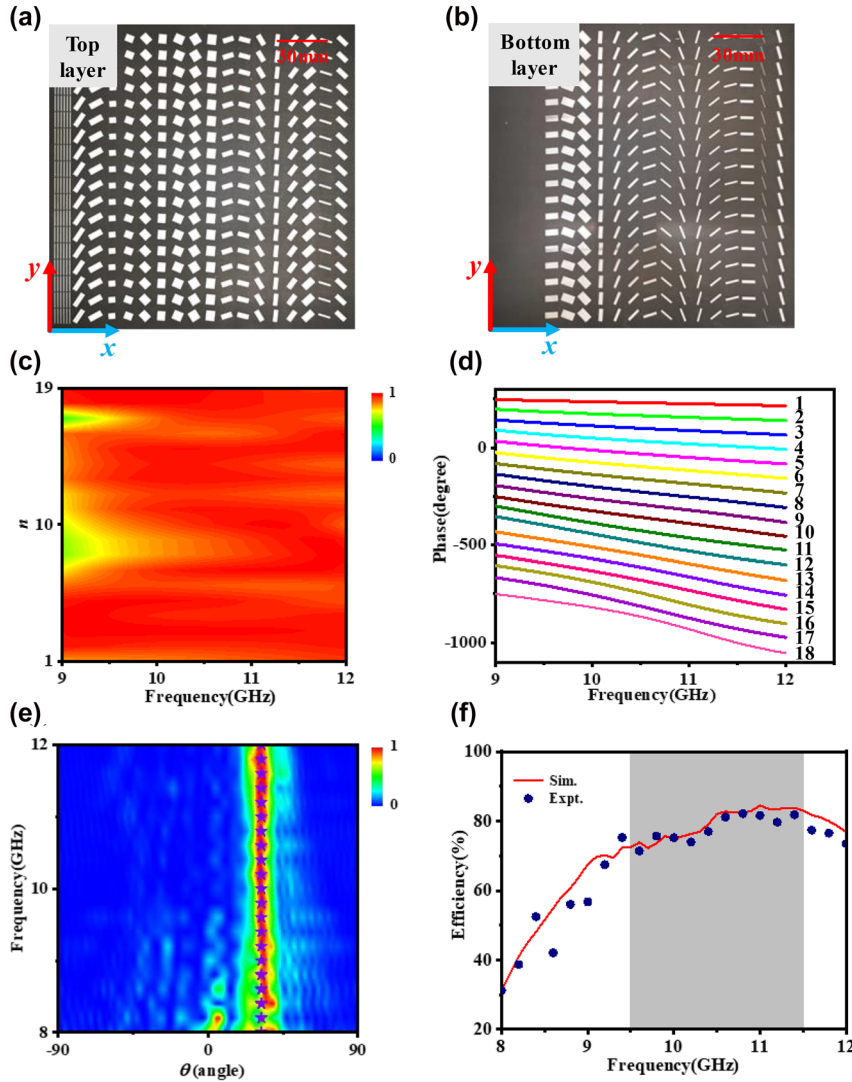 (a)
(b)
Top
layer
30mm
Bottom
layer
30mm
y
x
y
x
(c)
(d)
19
10
1
n
1
0
9
10
11
12
Frequency(GHz)
0
-500
-1000
Phase(degree)
1
2
3
4
5
6
7
8
9
10
11
12
13
14
15
16
17
18
9
10
11
12
Frequency(GHz)
(e)
(f)
12
10
8
Frequency(GHz)
1
0
-90
0
90
θ (angle)
100
80
60
40
20
Efficiency(%)
Sim.
Expt.
8
9
10
11
12
Frequency(GHz)